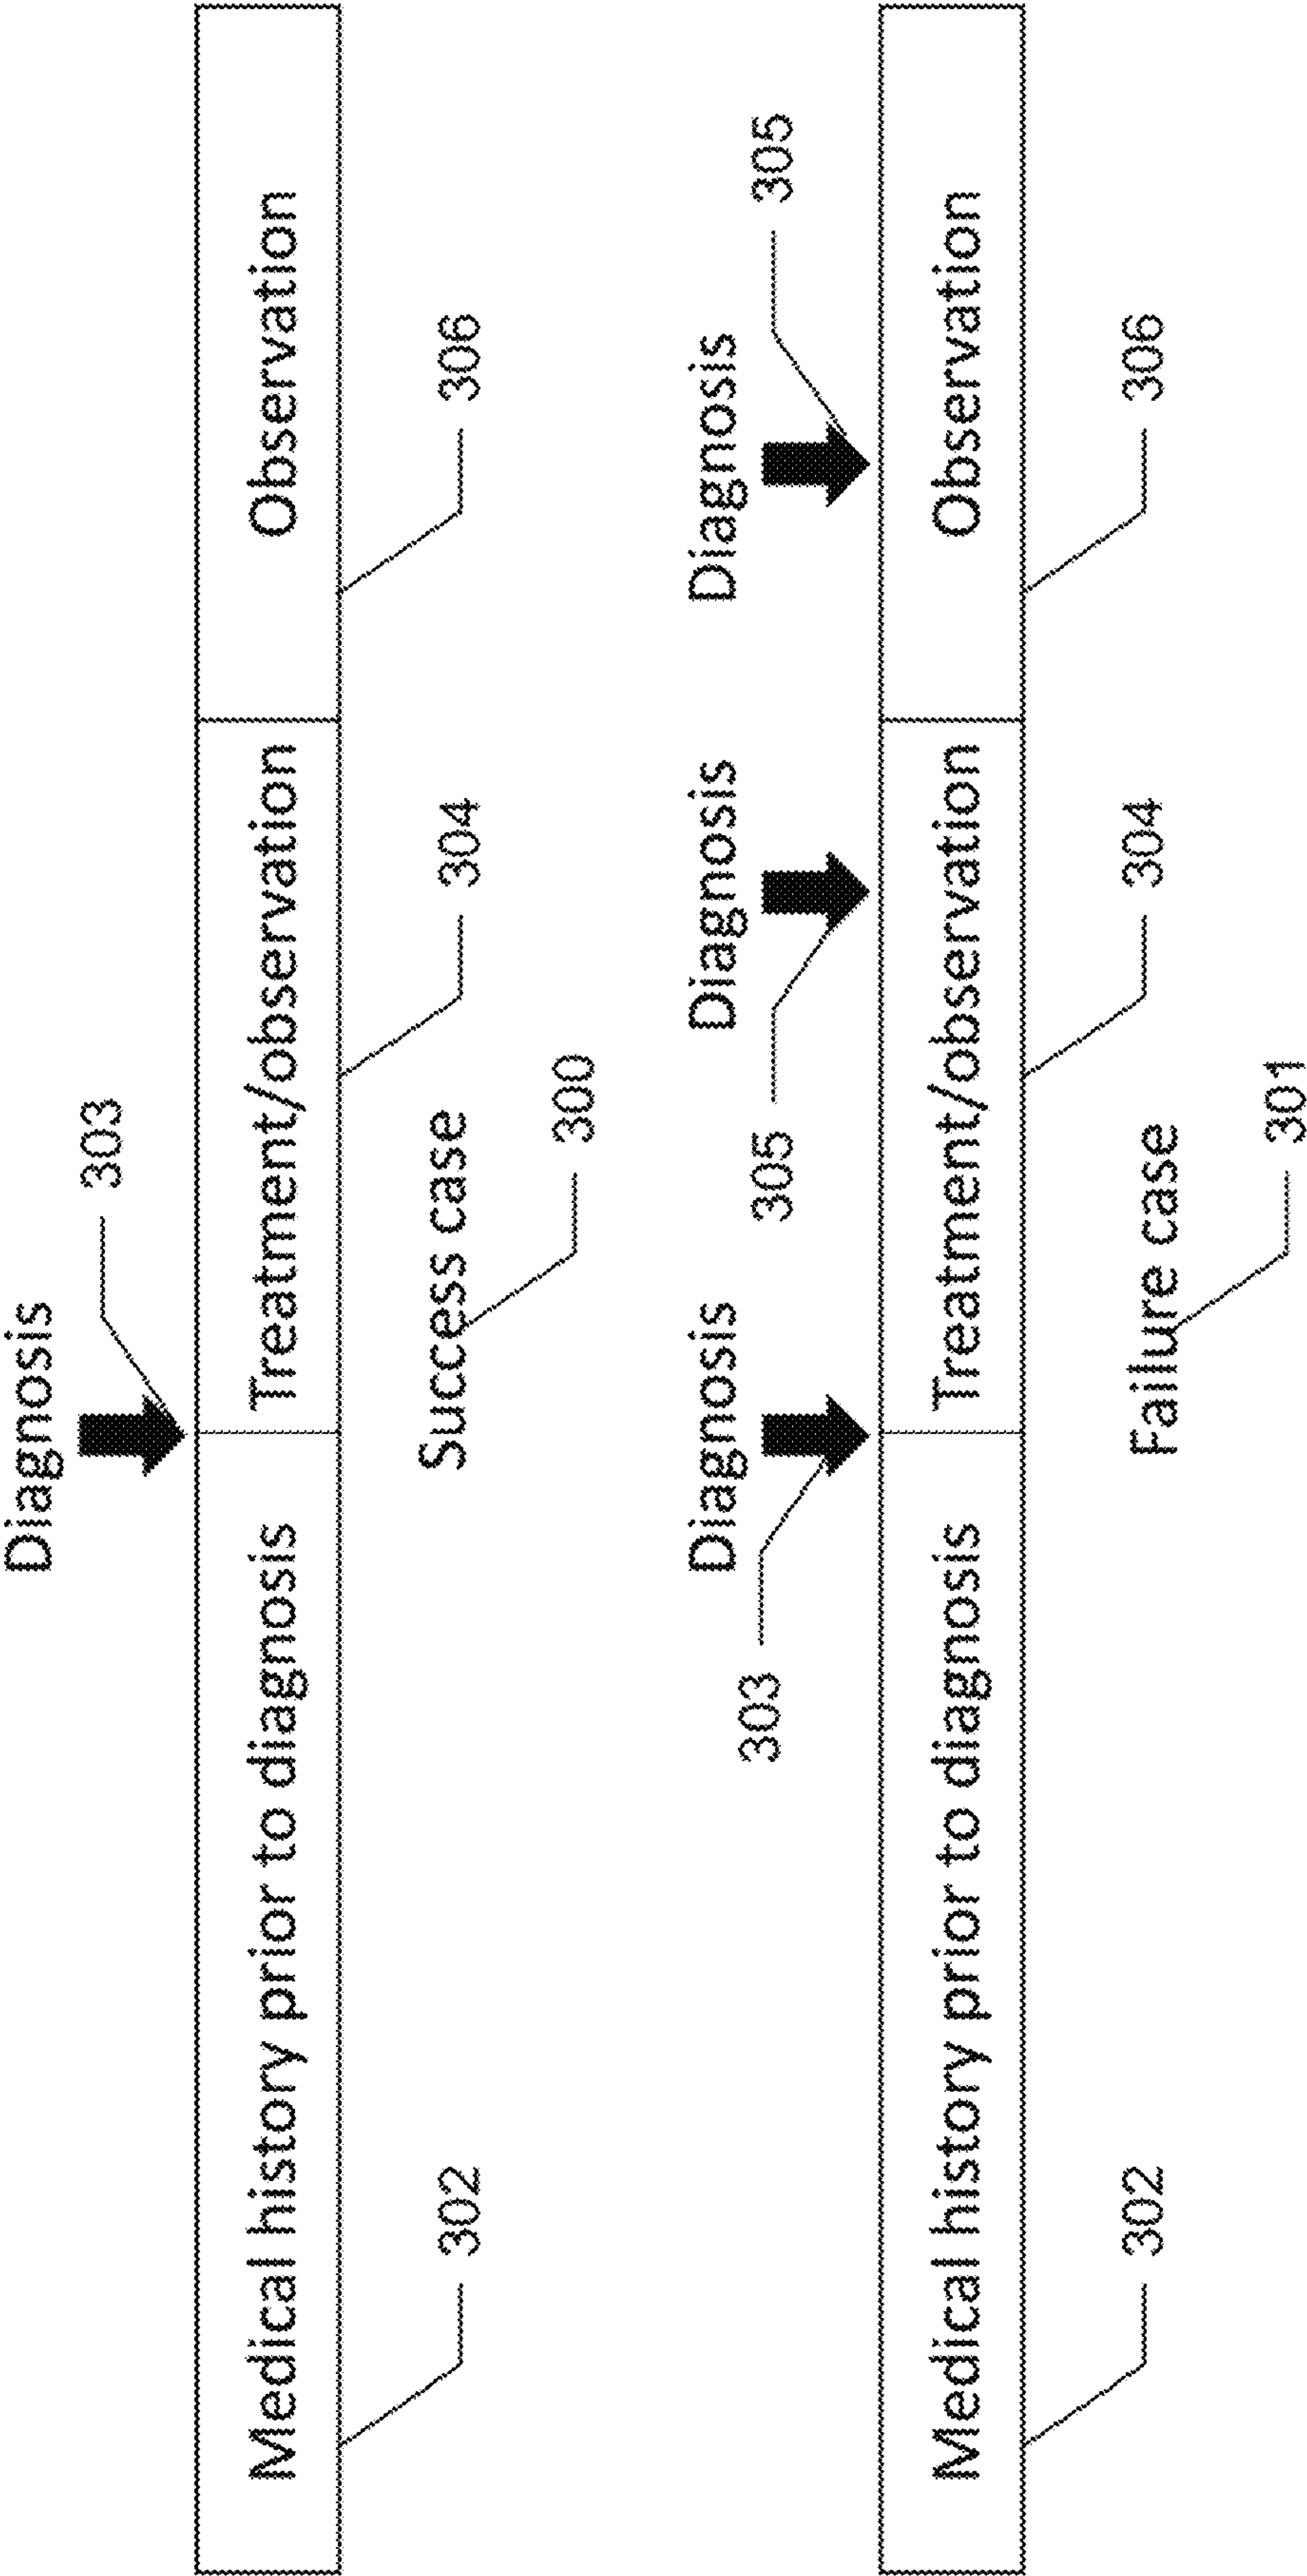 Diagnosis
303
Medical history prior to diagnosis
Treatment/observation
Observation
302
304
306
Success case
300
Diagnosis
Diagnosis
Diagnosis
303
305
305
Medical history prior to diagnosis
Treatment/observation
Observation
302
304
306
Failure case
301